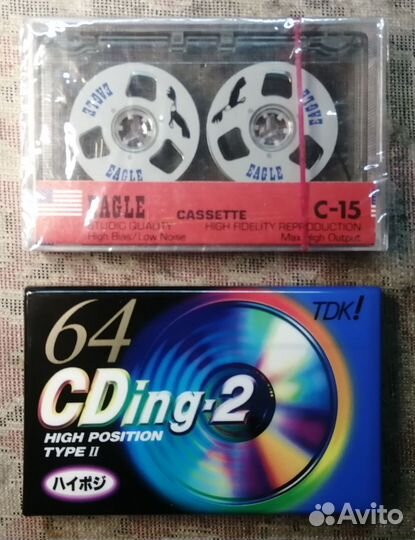 EAGLE
EAGLE
EAGLE
EAGLE
EAGLE CASSETTE C-15
STUDIO QUALITY HIGH FIDELITY REPRODUCTION
High Bias/Low Noise Max High Output
64
TDK!
CDing-2
HIGH POSITION
TYPE II
ハイポジ
Avito